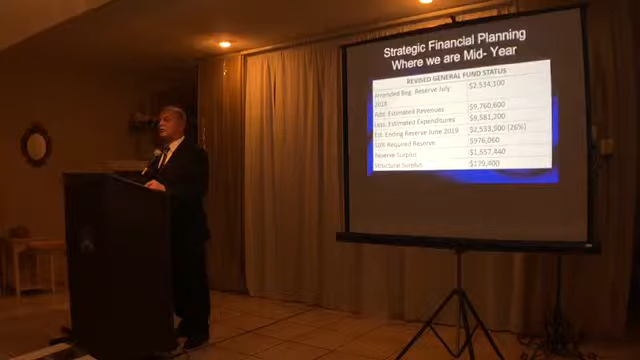 Strategic Financial Planning
Where we are Mid- Year
REVISED GENERAL FUND STATUS
Amended Beg. Reserve July 2018 $2,534,100
Add: Estimated Revenues $9,760,600
Less: Estimated Expenditures $9,581,200
Est. Ending Reserve June 2019 $2,533,500 (26%)
10% Required Reserve $976,060
Reserve Surplus $1,557,440
Structural Surplus $179,400